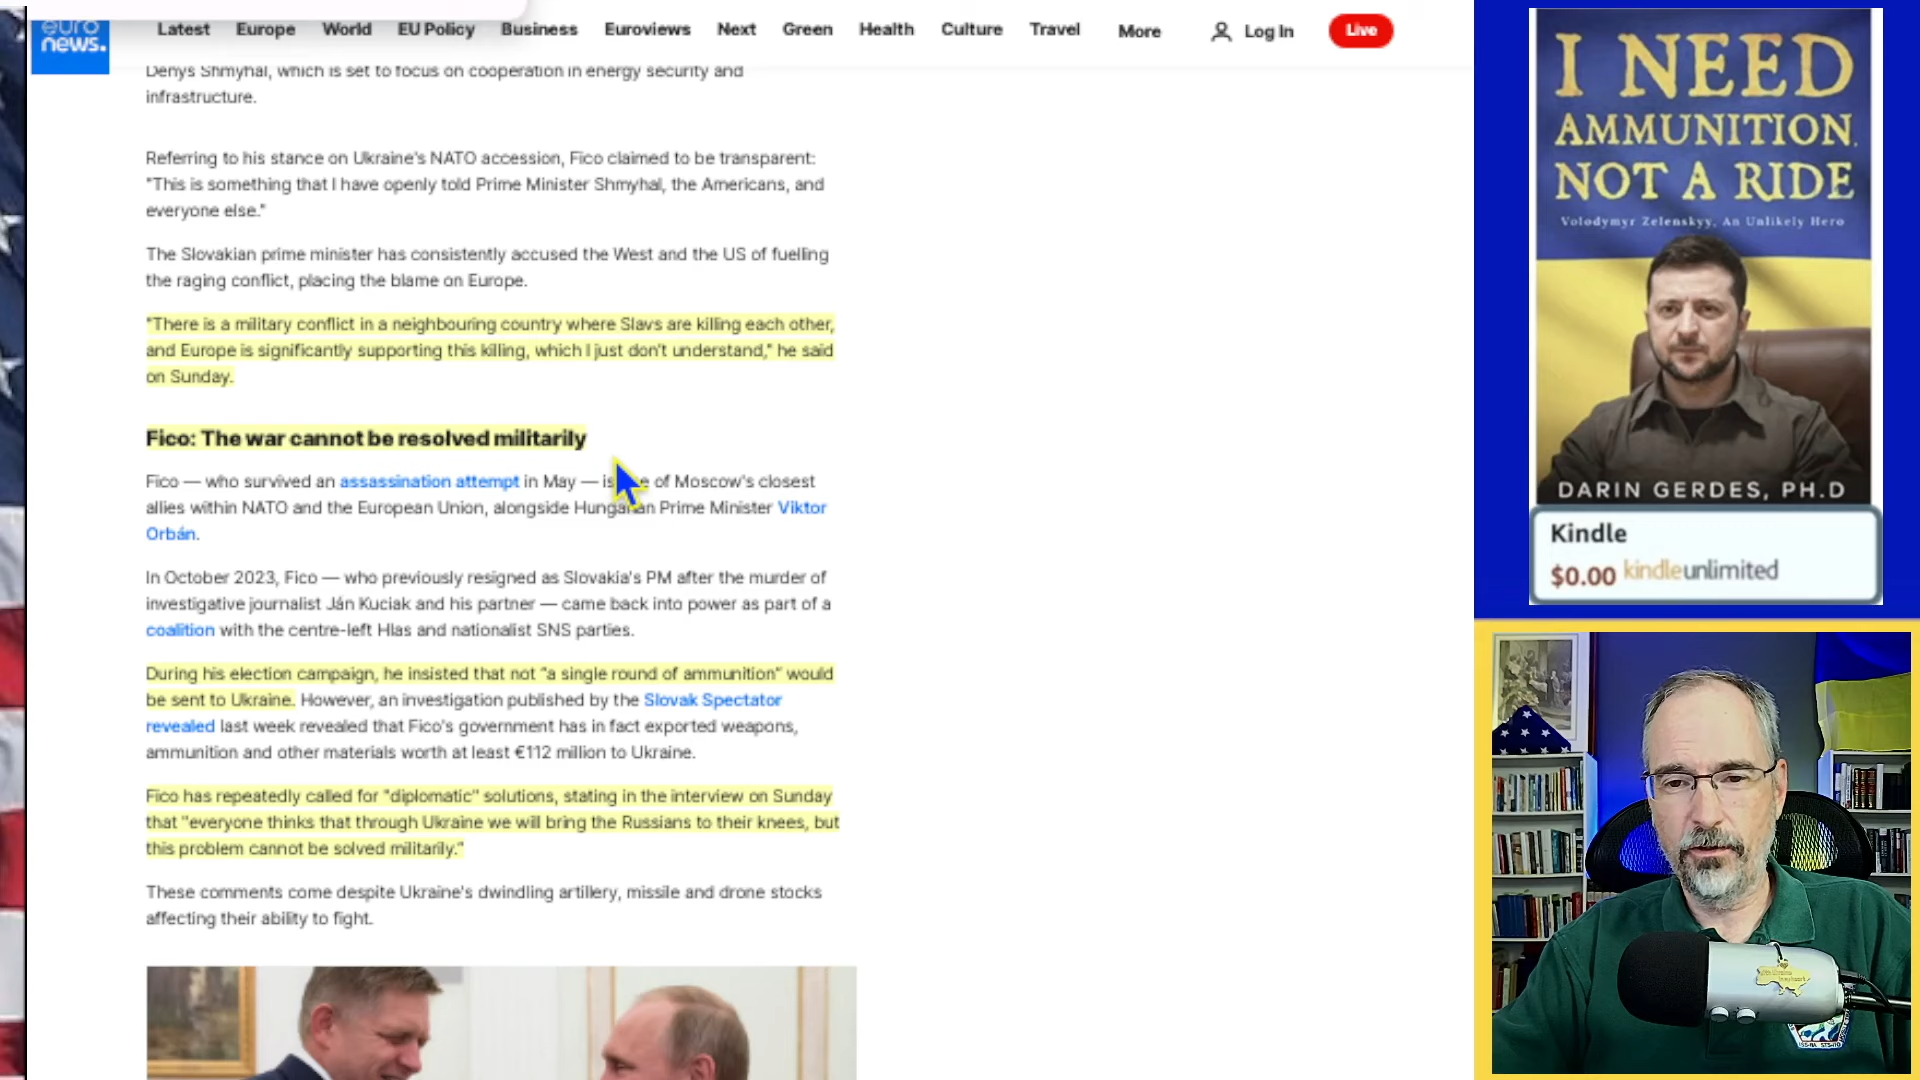 euro
news.
Latest Europe World EU Policy Business Euroviews Next Green Health Culture Travel More Log In Live
Denys Shmyhal, which is set to focus on cooperation in energy security and
infrastructure.
Referring to his stance on Ukraine's NATO accession, Fico claimed to be transparent:
"This is something that I have openly told Prime Minister Shmyhal, the Americans, and
everyone else."
The Slovakian prime minister has consistently accused the West and the US of fuelling
the raging conflict, placing the blame on Europe.
"There is a military conflict in a neighbouring country where Slavs are killing each other,
and Europe is significantly supporting this killing, which I just don't understand," he said
on Sunday.
Fico: The war cannot be resolved militarily
Fico — who survived an assassination attempt in May — is of Moscow's closest
allies within NATO and the European Union, alongside Hungarian Prime Minister Viktor
Orbán.
In October 2023, Fico — who previously resigned as Slovakia's PM after the murder of
investigative journalist Ján Kuciak and his partner — came back into power as part of a
coalition with the centre-left Hlas and nationalist SNS parties.
During his election campaign, he insisted that not "a single round of ammunition" would
be sent to Ukraine. However, an investigation published by the Slovak Spectator
revealed last week revealed that Fico's government has in fact exported weapons,
ammunition and other materials worth at least €112 million to Ukraine.
Fico has repeatedly called for "diplomatic" solutions, stating in the interview on Sunday
that "everyone thinks that through Ukraine we will bring the Russians to their knees, but
this problem cannot be solved militarily."
These comments come despite Ukraine's dwindling artillery, missile and drone stocks
affecting their ability to fight.
I NEED
AMMUNITION,
NOT A RIDE
Volodymyr Zelenskyy, An Unlikely Hero
DARIN GERDES, PH.D
Kindle
$0.00 kindleunlimited